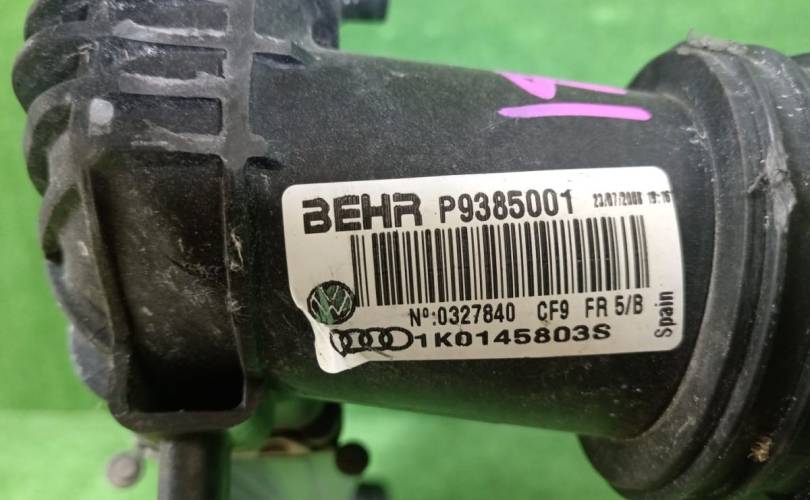 BEHR P9385001 23/07/2008 19:16
Nº:0327840 CF9 FR 5/B
1K0145803S
Spain